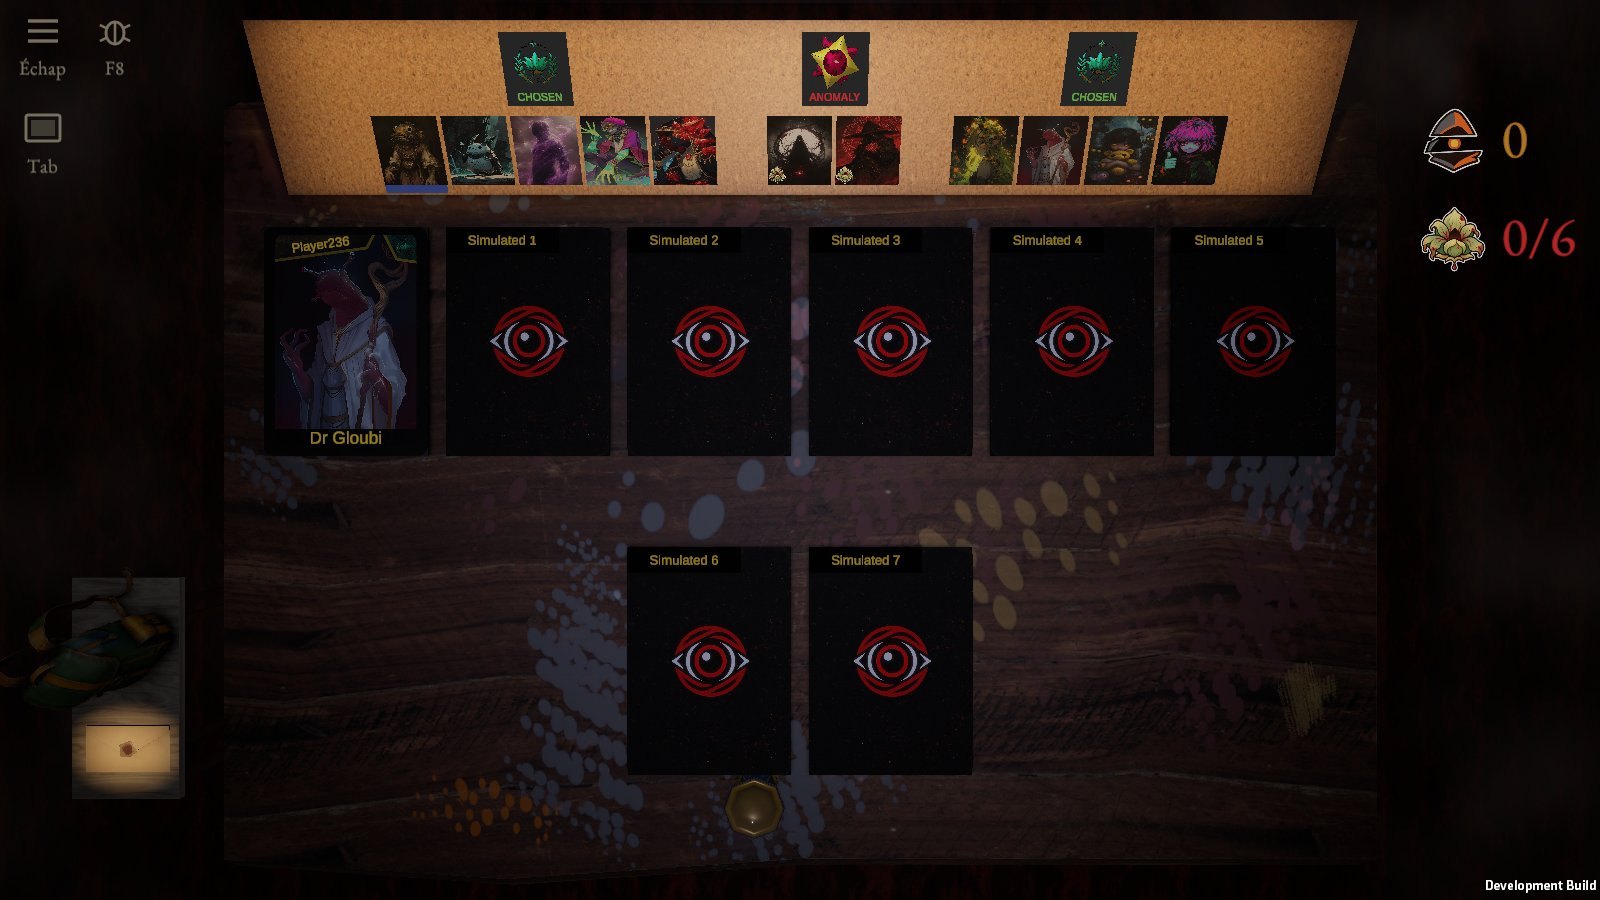 Échap
F8
Tab
CHOSEN
ANOMALY
CHOSEN
0
0/6
Player236
Simulated 1
Simulated 2
Simulated 3
Simulated 4
Simulated 5
Dr Gloubi
Simulated 6
Simulated 7
Development Build